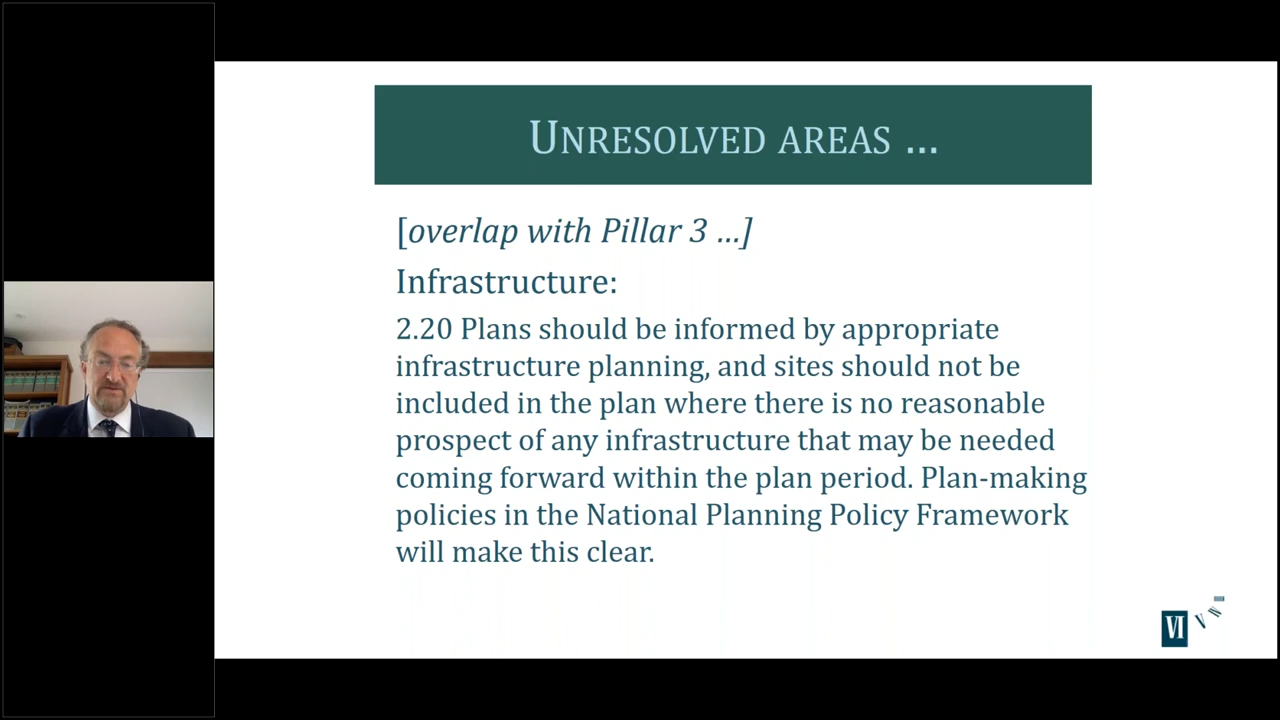 UNRESOLVED AREAS ...
[overlap with Pillar 3 ...]
Infrastructure:
2.20 Plans should be informed by appropriate
infrastructure planning, and sites should not be
included in the plan where there is no reasonable
prospect of any infrastructure that may be needed
coming forward within the plan period. Plan-making
policies in the National Planning Policy Framework
will make this clear.
VI
V